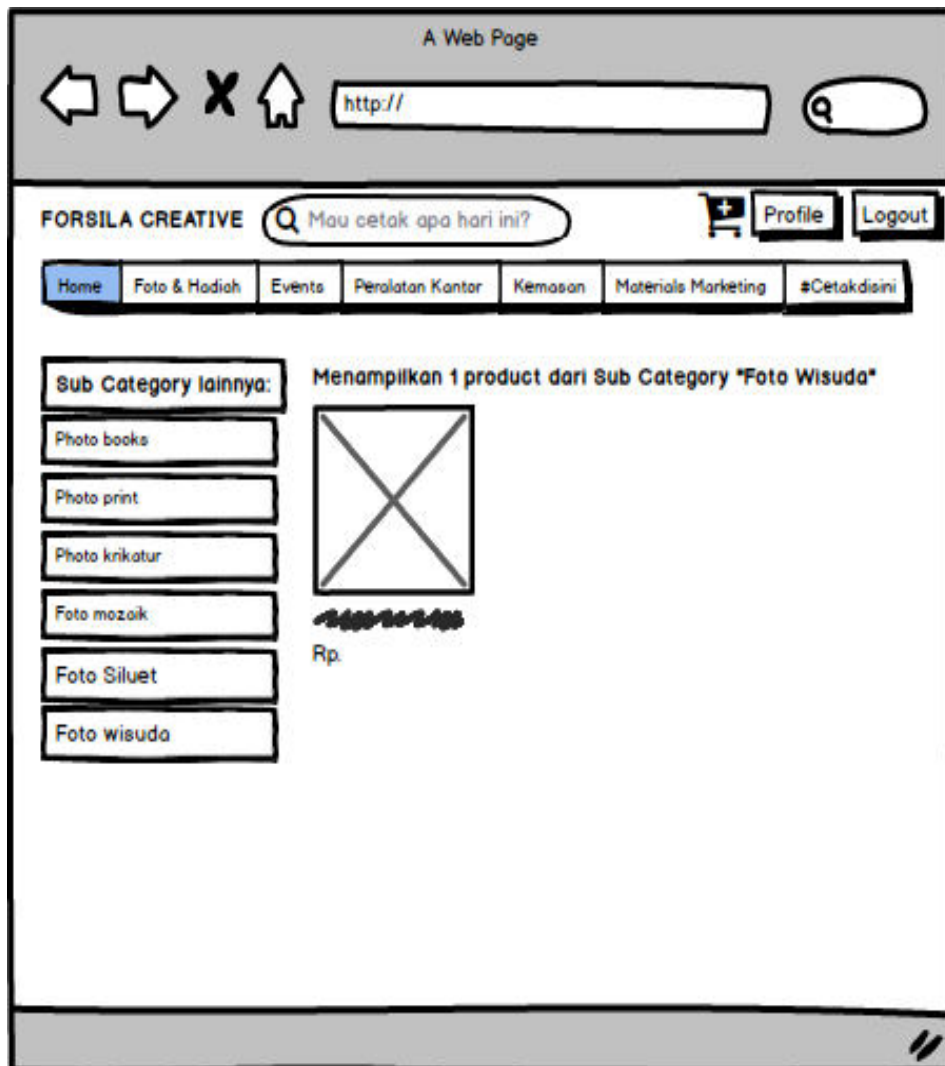 A Web Page
http://
FORSILA CREATIVE
Mau cetak apa hari ini?
Profile
Logout
Home
Foto & Hadiah
Events
Peralatan Kantor
Kemasan
Materials Marketing
#Cetakdisini
Sub Category lainnya:
Menampilkan 1 product dari Sub Category "Foto Wisuda"
Photo books
Photo print
Photo krikatur
Foto mozaik
Foto Siluet
Foto wisuda
Rp.